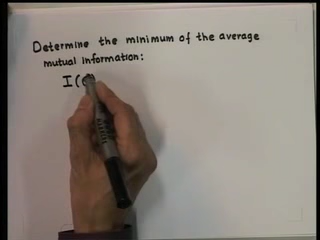 Determine the minimum of the average
mutual information:
I(